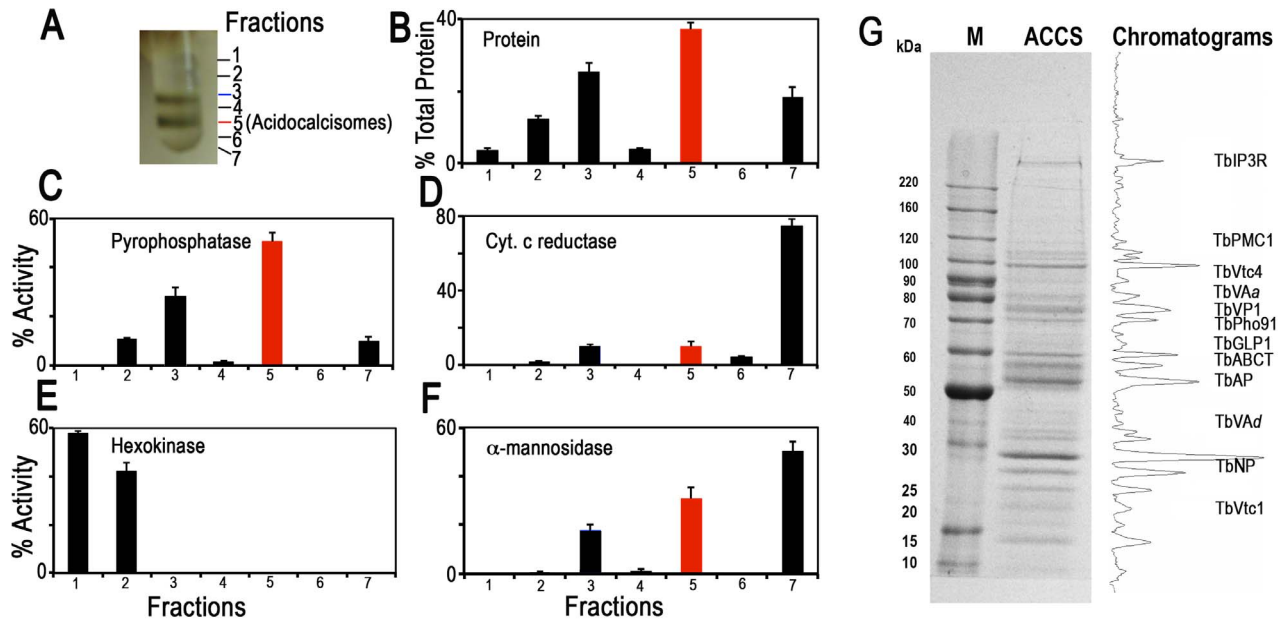 A
Fractions
1
2
3
4
5 (Acidocalcisomes)
6
7
B
Protein
% Total Protein
40
20
0
1 2 3 4 5 6 7
C
Pyrophosphatase
% Activity
60
0
1 2 3 4 5 6 7
D
Cyt. c reductase
80
40
0
1 2 3 4 5 6 7
E
Hexokinase
% Activity
60
0
1 2 3 4 5 6 7
Fractions
F
α-mannosidase
60
0
1 2 3 4 5 6 7
Fractions
G
kDa M ACCS Chromatograms
220
160
120
100
90
80
70
60
50
40
30
25
20
15
10
TbIP3R
TbPMC1
TbVtc4
TbVAa
TbVP1
TbPho91
TbGLP1
TbABCT
TbAP
TbVAd
TbNP
TbVtc1